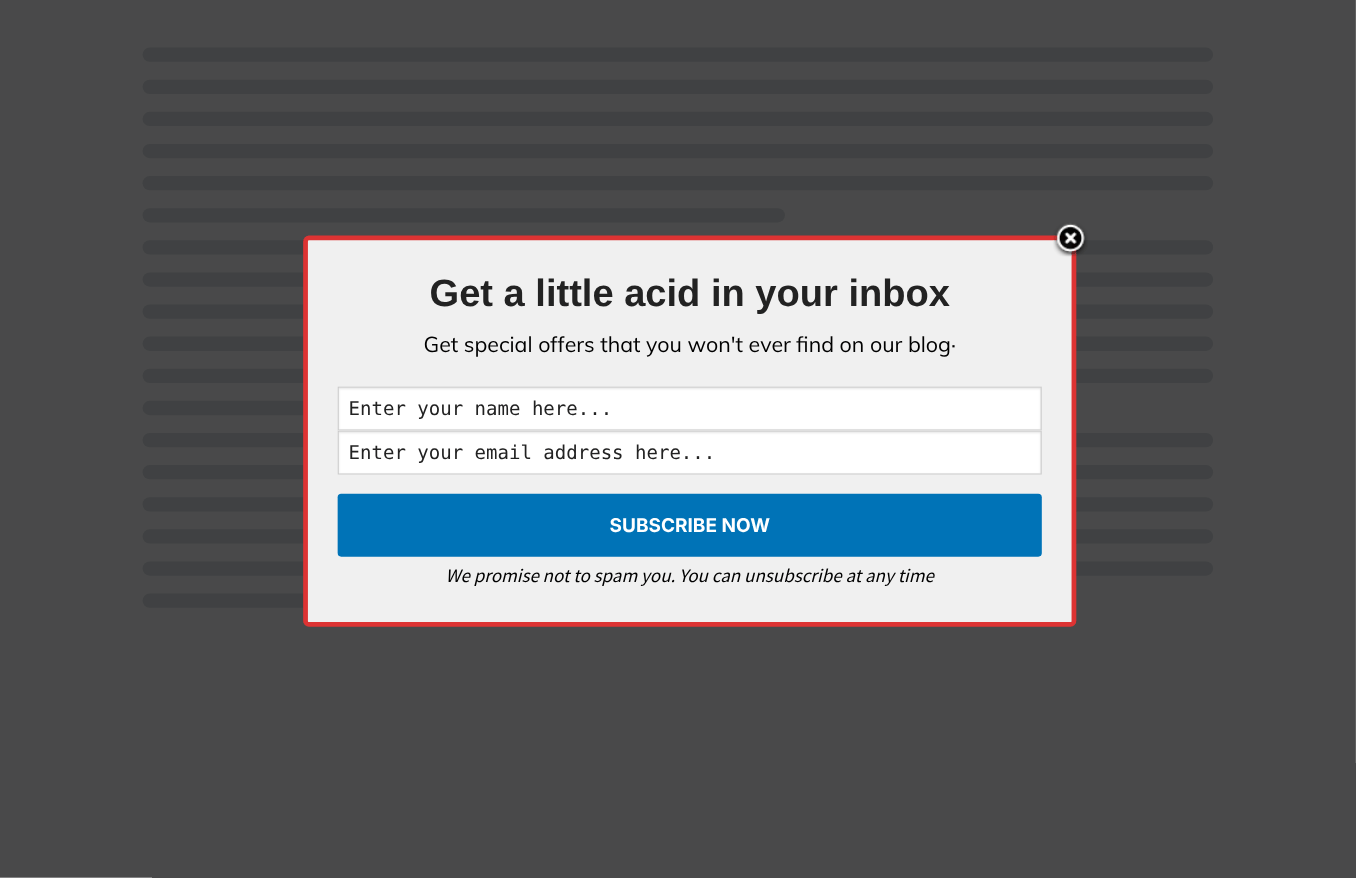 Get a little acid in your inbox
Get special offers that you won't ever find on our blog·
Enter your name here...
Enter your email address here...
SUBSCRIBE NOW
We promise not to spam you. You can unsubscribe at any time